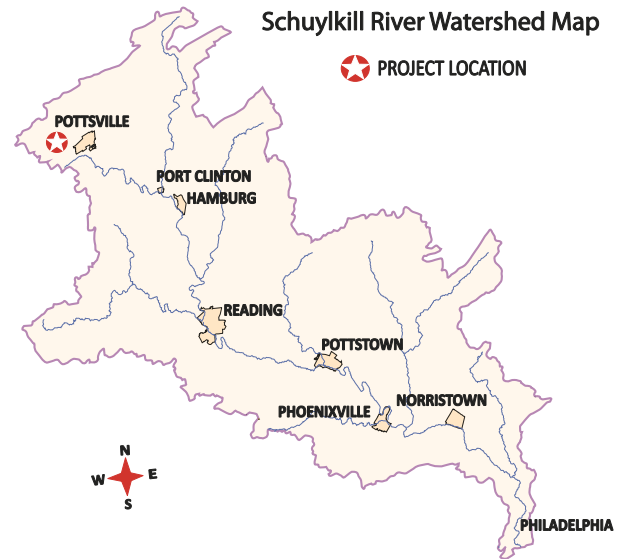 Schuylkill River Watershed Map
PROJECT LOCATION
POTTSVILLE
PORT CLINTON
HAMBURG
READING
POTTSTOWN
NORRISTOWN
PHOENIXVILLE
N
W
E
S
PHILADELPHIA